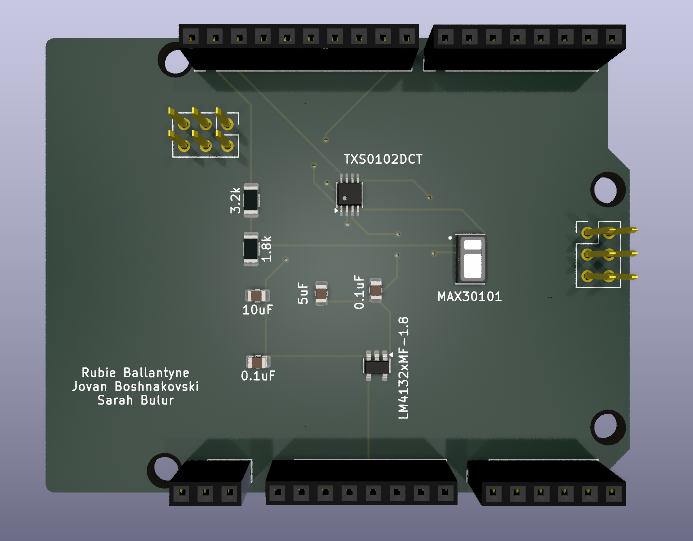 TXS0102DCT
3.2k
1.8k
MAX30101
5uF
0.1uF
10uF
LM4132xMF-1.8
0.1uF
Rubie Ballantyne
Jovan Boshnakovski
Sarah Bulur